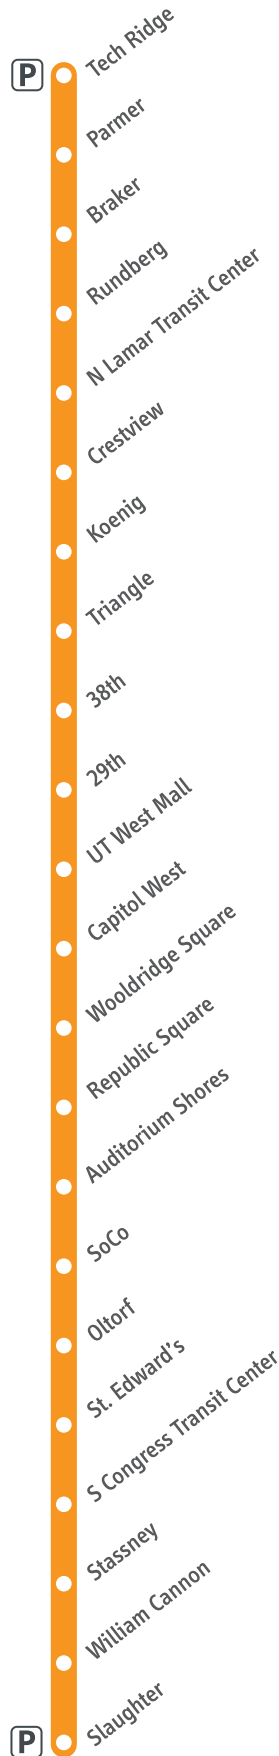 P
Tech Ridge
Parmer
Braker
Rundberg
N Lamar Transit Center
Crestview
Koenig
Triangle
38th
29th
UT West Mall
Capitol West
Wooldridge Square
Republic Square
Auditorium Shores
SoCo
Oltorf
St. Edward’s
S Congress Transit Center
Stassney
William Cannon
Slaughter
P